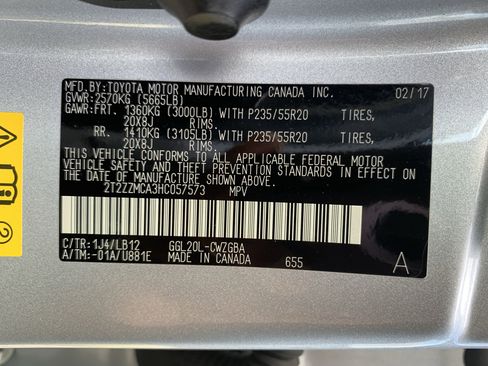 MFD.BY:TOYOTA MOTOR MANUFACTURING CANADA INC. 02/17
GVWR:2570KG (5665LB)
GAWR:FRT. 1360KG (3000LB) WITH P235/55R20 TIRES,
20X8J RIMS.
RR. 1410KG (3105LB) WITH P235/55R20 TIRES,
20X8J RIMS.
THIS VEHICLE CONFORMS TO ALL APPLICABLE FEDERAL MOTOR
VEHICLE SAFETY AND THEFT PREVENTION STANDARDS IN EFFECT
ON THE DATE OF MANUFACTURE SHOWN ABOVE.
2T2ZZMCA3HC057573 MPV
C/TR:1J4/LB12 GGL20L-CWZGBA
A/TM:-01A/U881E MADE IN CANADA 655 A
2